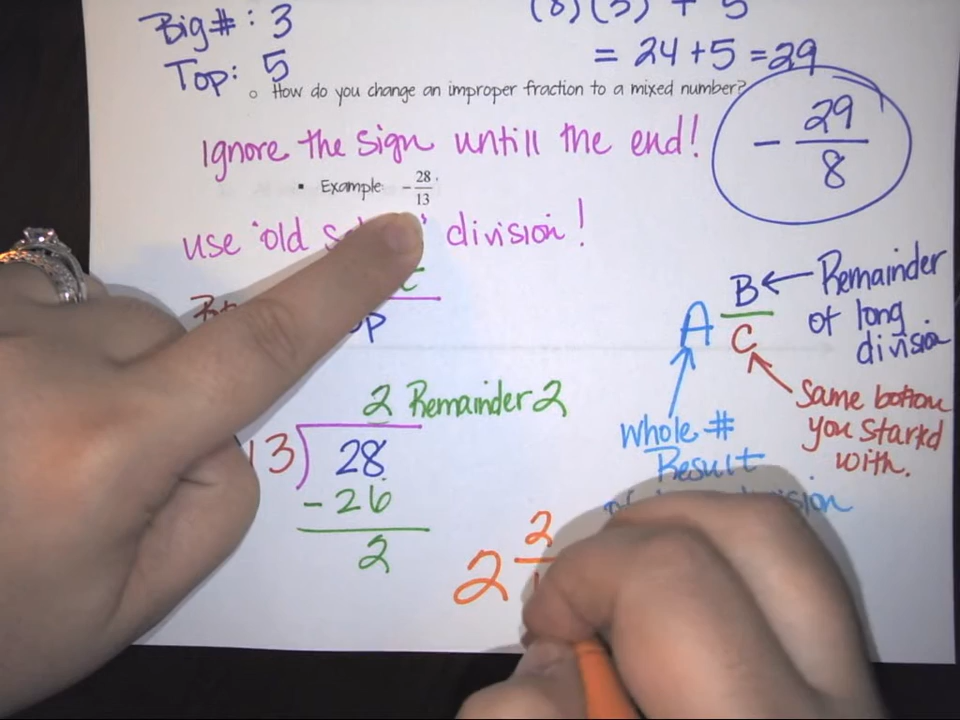 Big#: 3
Top: 5
(8)(3) + 5
= 24 + 5 = 29
- 29/8
How do you change an improper fraction to a mixed number?
Ignore the sign untill the end!
Example - 28/13
use "old division!
A B/C
Remainder
of long
division
Same bottom
you started
with.
Whole #
Result
2 Remainder 2
13 28
- 26
2
2 2